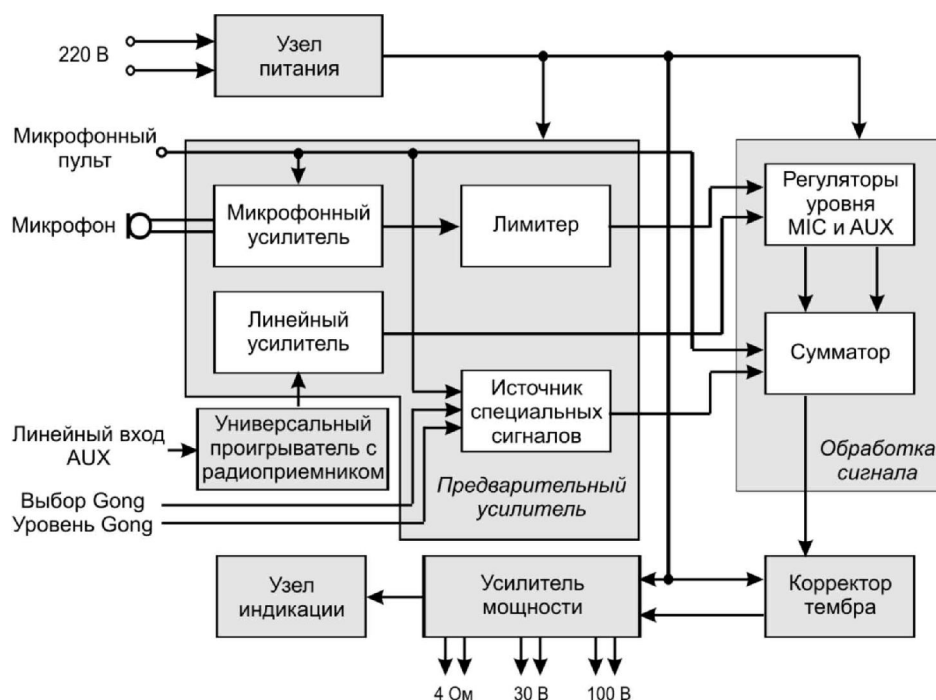 220 В
Узел
питания
Микрофонный
пульт
Микрофон
Микрофонный
усилитель
Лимитер
Регуляторы
уровня
MIC и AUX
Линейный
усилитель
Сумматор
Источник
специальных
сигналов
Линейный вход
AUX
Универсальный
проигрыватель с
радиоприемником
Обработка
сигнала
Выбор Gong
Уровень Gong
Предварительный
усилитель
Узел
индикации
Усилитель
мощности
Корректор
тембра
4 Ом
30 В
100 В